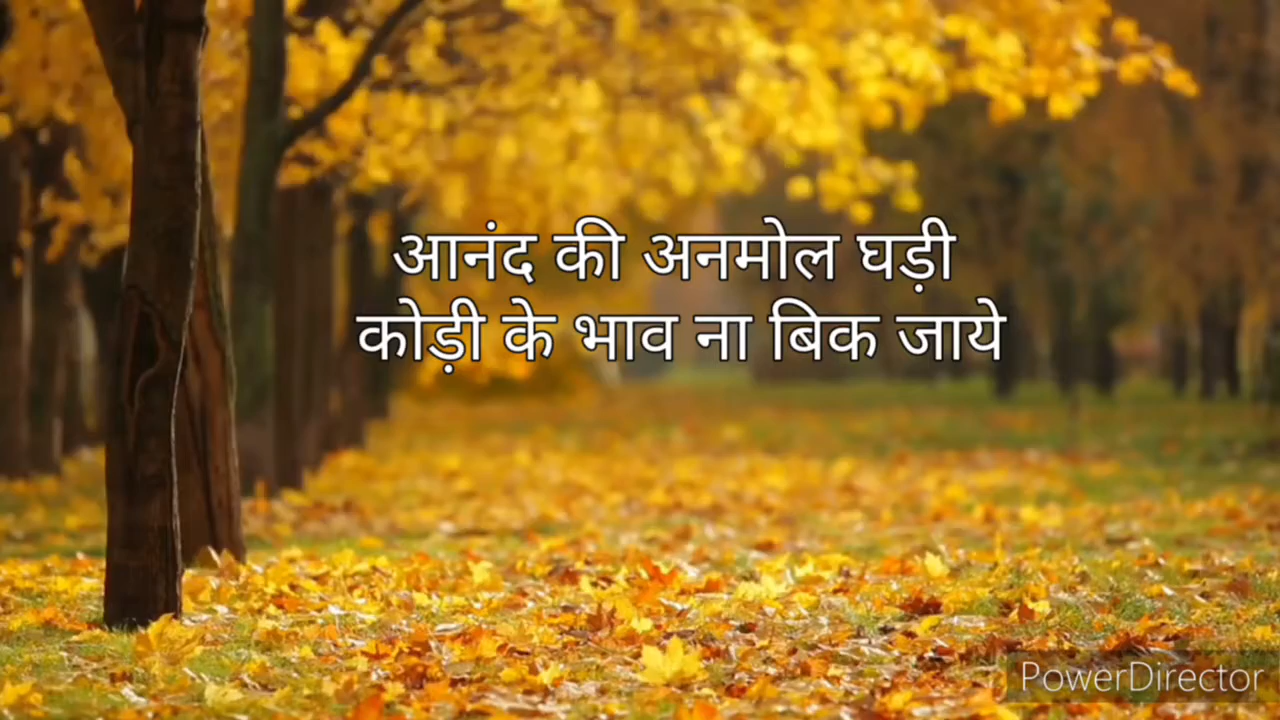 आनंद की अनमोल घड़ी
कोड़ी के भाव ना बिक जाये
PowerDirector